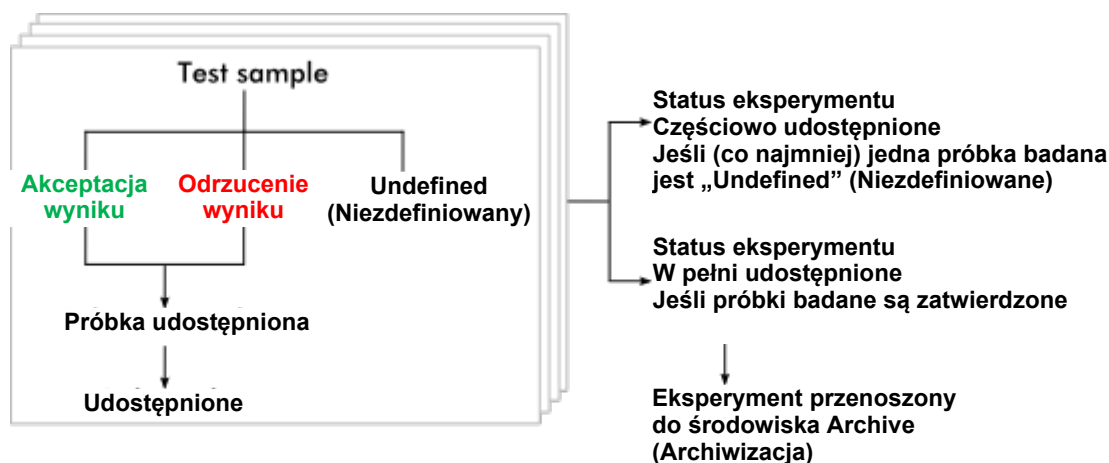 Test sample
Akceptacja
wyniku
Odrzucenie
wyniku
Undefined
(Niezdefiniowany)
Próbka udostępniona
Udostępnione
Status eksperymentu
Częściowo udostępnione
Jeśli (co najmniej) jedna próbka badana
jest „Undefined” (Niezdefiniowane)
Status eksperymentu
W pełni udostępnione
Jeśli próbki badane są zatwierdzone
Eksperyment przenoszony
do środowiska Archive
(Archiwizacja)